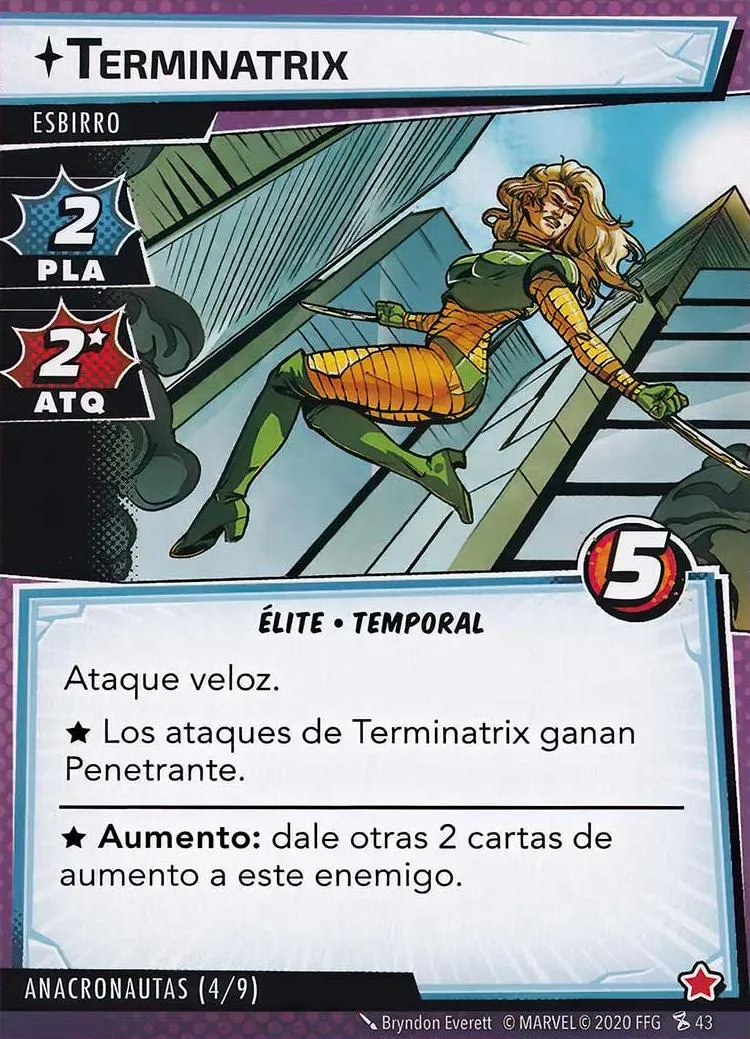 TERMINATRIX
ESBIRRO
2
PLA
2
ATQ
5
ÉLITE • TEMPORAL
Ataque veloz.
★ Los ataques de Terminatrix ganan
Penetrante.
★ Aumento: dale otras 2 cartas de
aumento a este enemigo.
ANACRONAUTAS (4/9)
Bryndon Everett © MARVEL © 2020 FFG 43